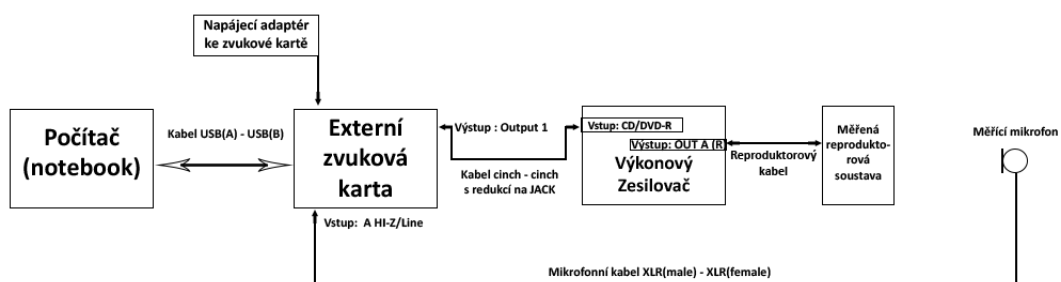 Napájecí adaptér
ke zvukové kartě
Počítač
(notebook)
Kabel USB(A) - USB(B)
Externí
zvuková
karta
Výstup : Output 1
Kabel cinch - cinch
s redukcí na JACK
Vstup: CD/DVD-R
Výstup: OUT A (R)
Výkonový
Zesilovač
Reproduktorový
kabel
Měřená
reprodukto-
rová
soustava
Měřící mikrofon
Vstup: A HI-Z/Line
Mikrofonní kabel XLR(male) - XLR(female)